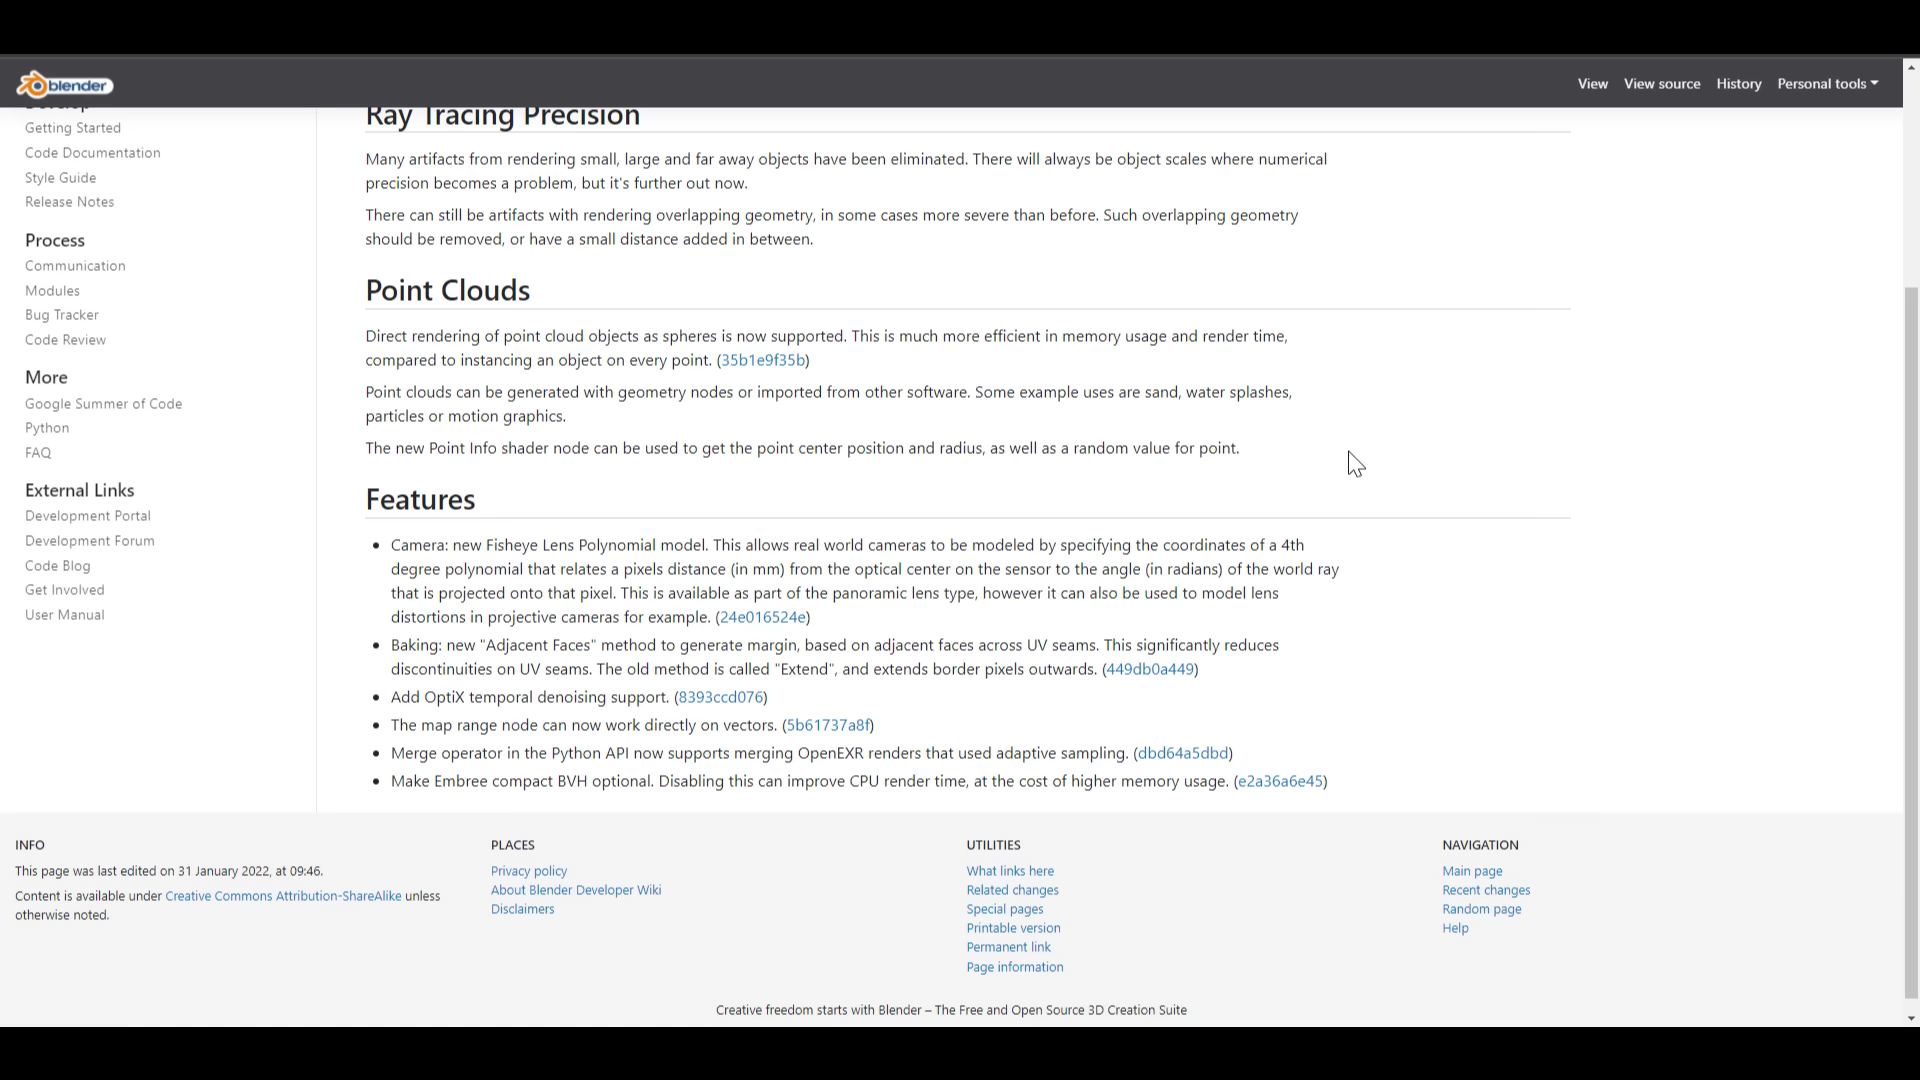 blender
View View source History Personal tools
Develop
Getting Started
Code Documentation
Style Guide
Release Notes
Process
Communication
Modules
Bug Tracker
Code Review
More
Google Summer of Code
Python
FAQ
External Links
Development Portal
Development Forum
Code Blog
Get Involved
User Manual
Ray Tracing Precision
Many artifacts from rendering small, large and far away objects have been eliminated. There will always be object scales where numerical
precision becomes a problem, but it's further out now.
There can still be artifacts with rendering overlapping geometry, in some cases more severe than before. Such overlapping geometry
should be removed, or have a small distance added in between.
Point Clouds
Direct rendering of point cloud objects as spheres is now supported. This is much more efficient in memory usage and render time,
compared to instancing an object on every point. (35b1e9f35b)
Point clouds can be generated with geometry nodes or imported from other software. Some example uses are sand, water splashes,
particles or motion graphics.
The new Point Info shader node can be used to get the point center position and radius, as well as a random value for point.
Features
• Camera: new Fisheye Lens Polynomial model. This allows real world cameras to be modeled by specifying the coordinates of a 4th
degree polynomial that relates a pixels distance (in mm) from the optical center on the sensor to the angle (in radians) of the world ray
that is projected onto that pixel. This is available as part of the panoramic lens type, however it can also be used to model lens
distortions in projective cameras for example. (24e016524e)
• Baking: new "Adjacent Faces" method to generate margin, based on adjacent faces across UV seams. This significantly reduces
discontinuities on UV seams. The old method is called "Extend", and extends border pixels outwards. (449db0a449)
• Add OptiX temporal denoising support. (8393ccd076)
• The map range node can now work directly on vectors. (5b61737a8f)
• Merge operator in the Python API now supports merging OpenEXR renders that used adaptive sampling. (dbd64a5dbd)
• Make Embree compact BVH optional. Disabling this can improve CPU render time, at the cost of higher memory usage. (e2a36a6e45)
INFO
This page was last edited on 31 January 2022, at 09:46.
Content is available under Creative Commons Attribution-ShareAlike unless
otherwise noted.
PLACES
Privacy policy
About Blender Developer Wiki
Disclaimers
UTILITIES
What links here
Related changes
Special pages
Printable version
Permanent link
Page information
NAVIGATION
Main page
Recent changes
Random page
Help
Creative freedom starts with Blender – The Free and Open Source 3D Creation Suite